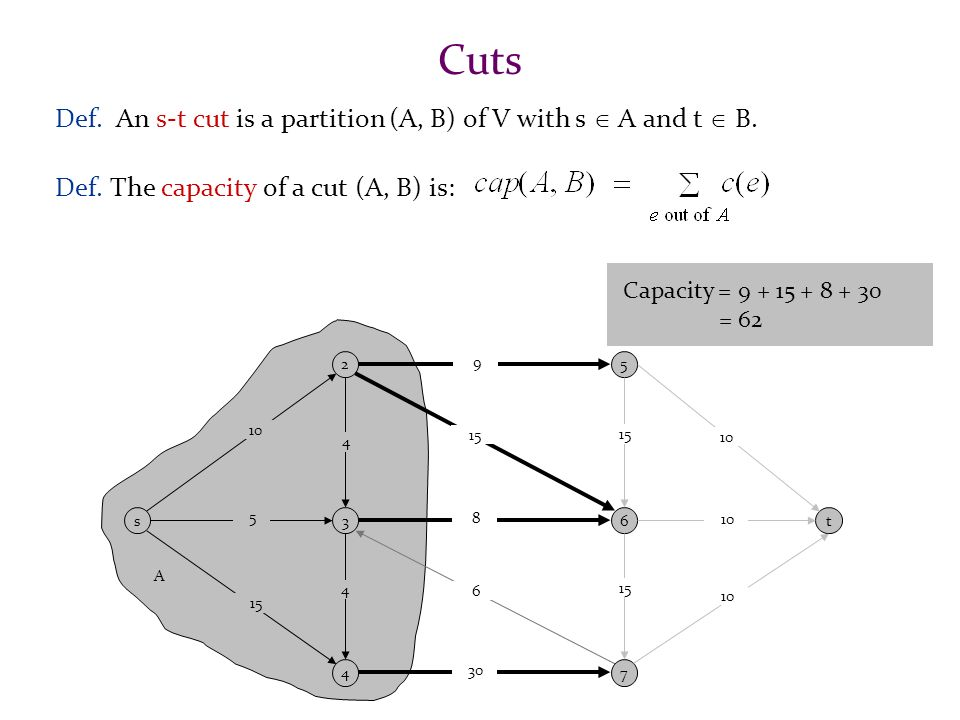 Cuts
Def. An s-t cut is a partition (A, B) of V with s ∈ A and t ∈ B.
Def. The capacity of a cut (A, B) is: cap(A, B) = ∑ c(e)
e out of A
Capacity = 9 + 15 + 8 + 30
= 62
2
9
5
10
4
15
15
10
s
5
3
8
6
10
t
A
15
4
6
15
10
4
30
7